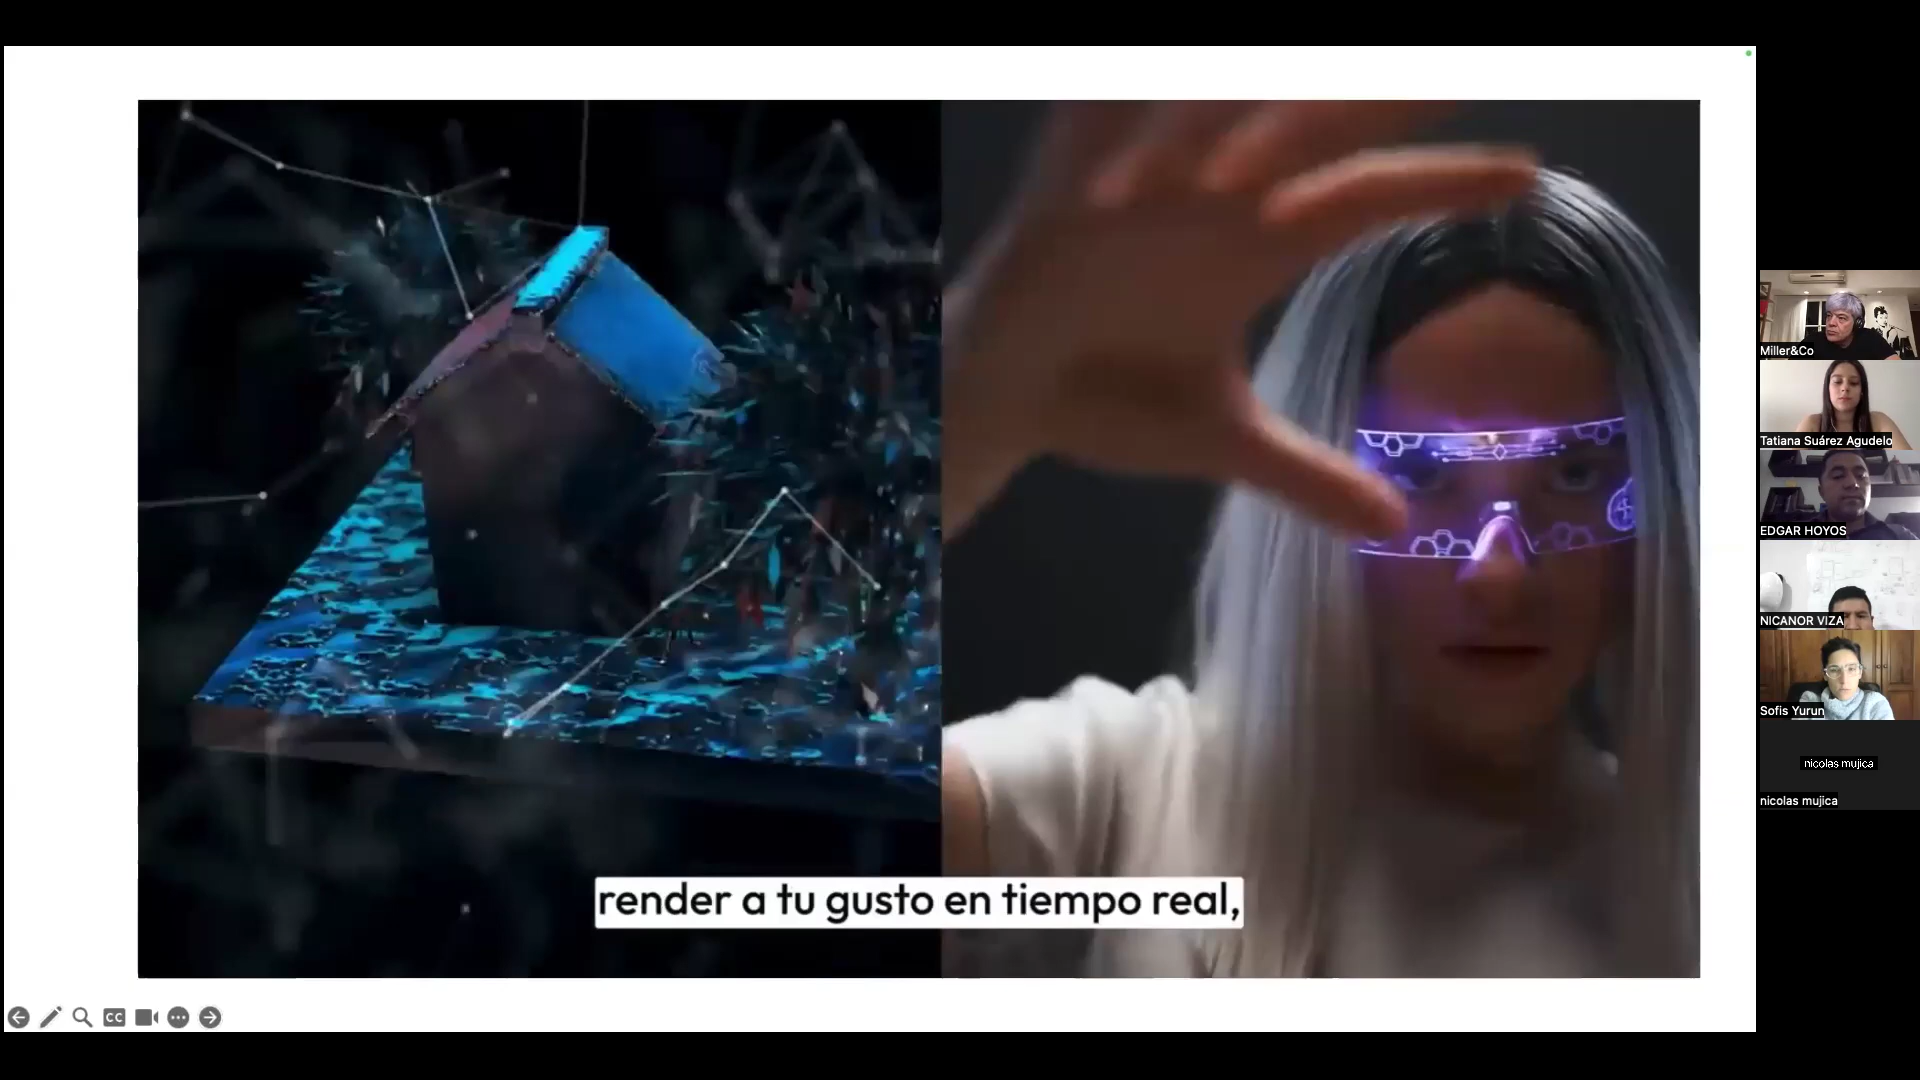 render a tu gusto en tiempo real,
Miller&Co
Tatiana Suárez Agudelo
EDGAR HOYOS
NICANOR VIZA
Sofis Yurun
nicolas mujica
nicolas mujica
CC